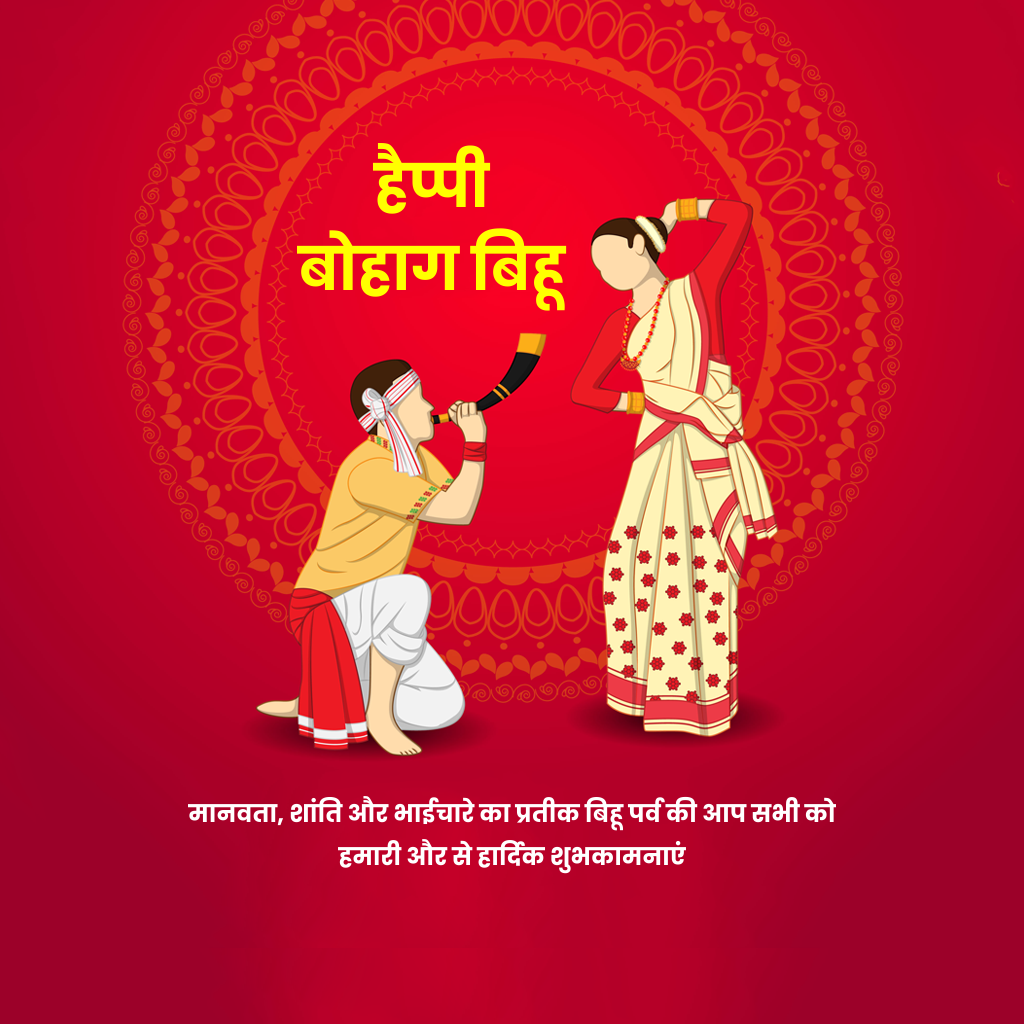 हैप्पी
बोहाग बिहू
मानवता, शांति और भाईचारे का प्रतीक बिहू पर्व की आप सभी को
हमारी और से हार्दिक शुभकामनाएं